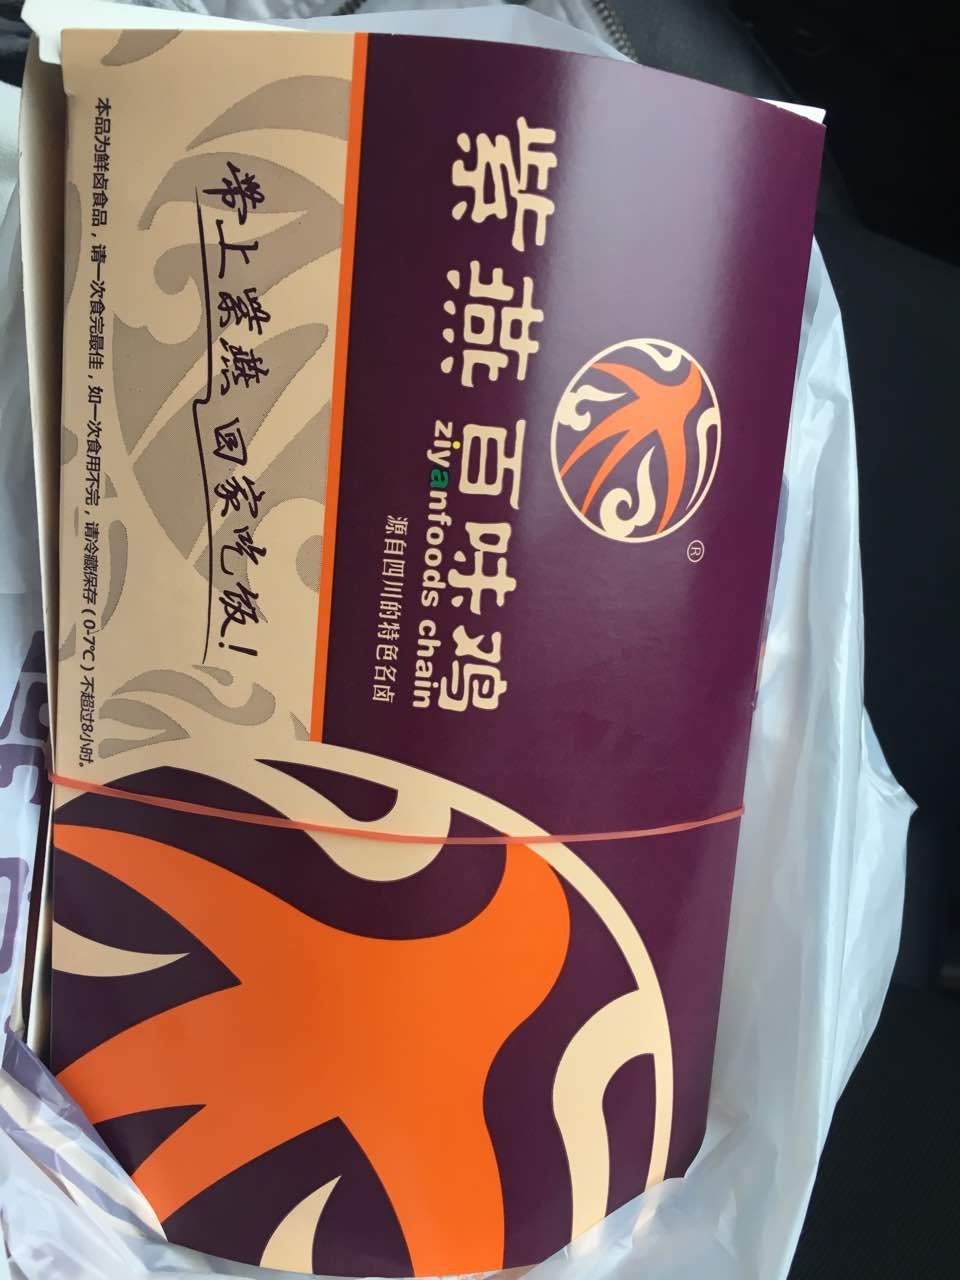 ®
紫燕百味鸡
ziyanfoods chain
源自四川的特色名卤
带上紫燕回家吃饭!
本品为鲜卤食品，请一次食完最佳，如一次食用不完，请冷藏保存(0-7℃)不超过8小时。